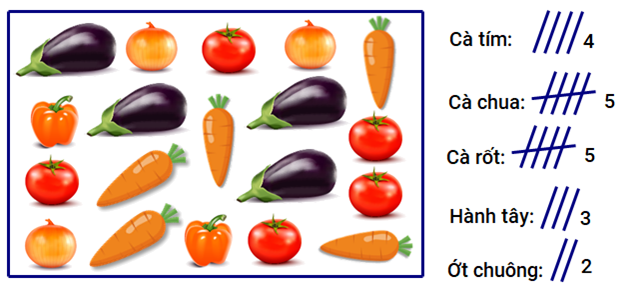 Cà tím: 4
Cà chua: 5
Cà rốt: 5
Hành tây: 3
Ớt chuông: 2